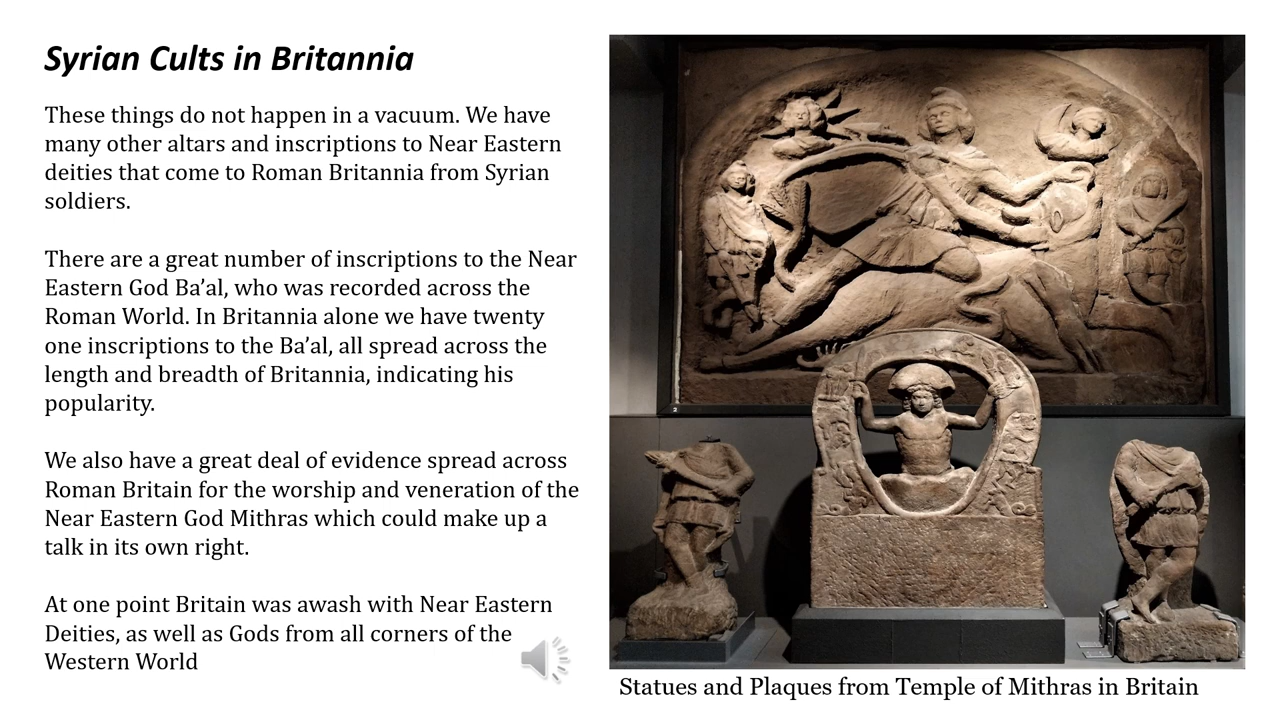 Syrian Cults in Britannia
These things do not happen in a vacuum. We have
many other altars and inscriptions to Near Eastern
deities that come to Roman Britannia from Syrian
soldiers.
There are a great number of inscriptions to the Near
Eastern God Ba’al, who was recorded across the
Roman World. In Britannia alone we have twenty
one inscriptions to the Ba’al, all spread across the
length and breadth of Britannia, indicating his
popularity.
We also have a great deal of evidence spread across
Roman Britain for the worship and veneration of the
Near Eastern God Mithras which could make up a
talk in its own right.
At one point Britain was awash with Near Eastern
Deities, as well as Gods from all corners of the
Western World
Statues and Plaques from Temple of Mithras in Britain